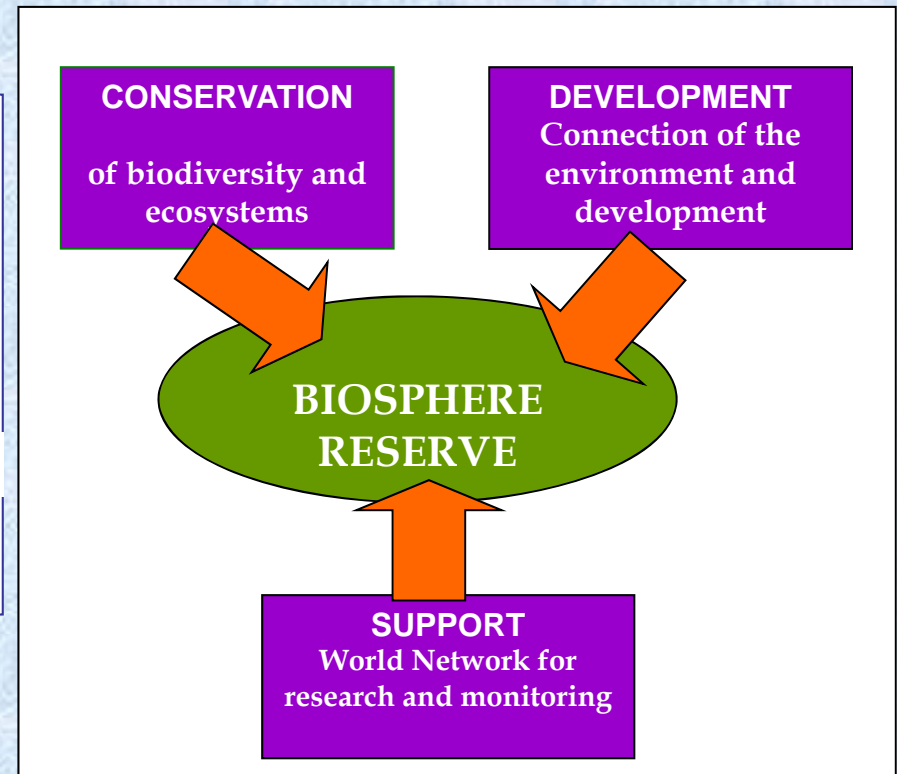 CONSERVATION
of biodiversity and
ecosystems
DEVELOPMENT
Connection of the
environment and
development
BIOSPHERE
RESERVE
SUPPORT
World Network for
research and monitoring